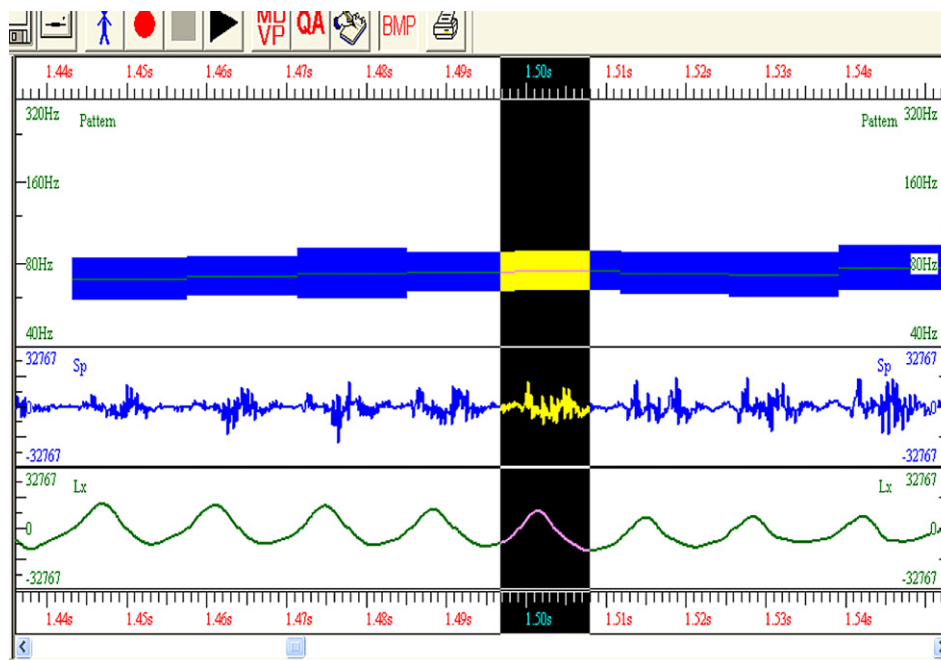 MD
VP QA BMP
1.44s 1.45s 1.46s 1.47s 1.48s 1.49s 1.50s 1.51s 1.52s 1.53s 1.54s
320Hz Pattern Pattern 320Hz
160Hz 160Hz
80Hz 80Hz
40Hz 40Hz
32767 Sp Sp 32767
0 0
-32767 -32767
32767 Lx Lx 32767
0 0
-32767 -32767
1.44s 1.45s 1.46s 1.47s 1.48s 1.49s 1.50s 1.51s 1.52s 1.53s 1.54s